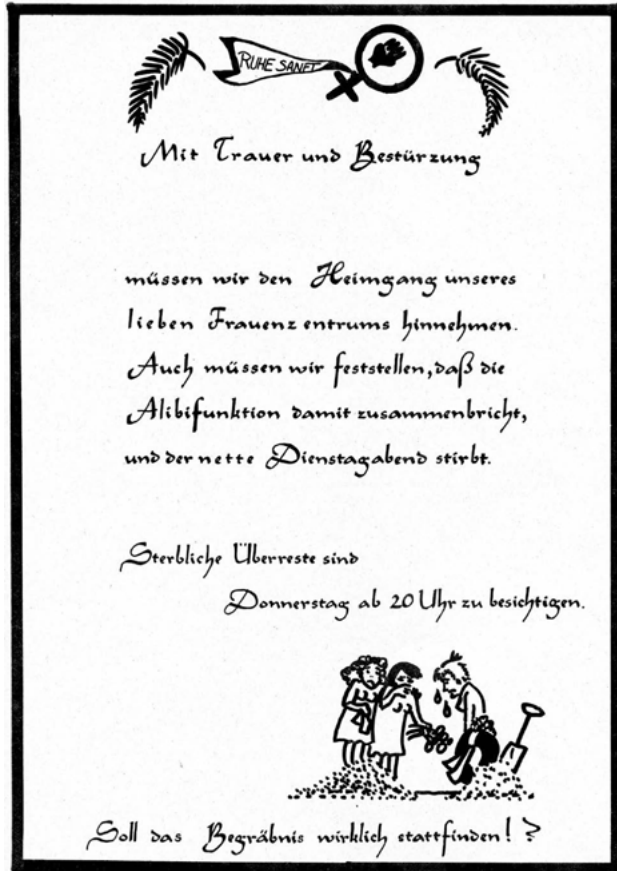 RUHE SANFT
Mit Trauer und Bestürzung
müssen wir den Heimgang unseres
lieben Frauenzentrums hinnehmen.
Auch müssen wir feststellen, daß die
Alibifunktion damit zusammenbricht,
und der nette Dienstagabend stirbt.
Sterbliche Überreste sind
Donnerstag ab 20 Uhr zu besichtigen.
Soll das Begräbnis wirklich stattfinden! ?